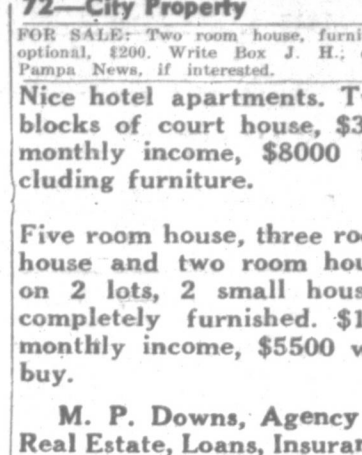 72—City Property
FOR SALE: Two room house, furni
optional, $200. Write Box J. H.;
Pampa News, if interested.
Nice hotel apartments. T
blocks of court house, $3
monthly income, $8000
cluding furniture.
Five room house, three ro
house and two room hou
on 2 lots, 2 small hous
completely furnished. $1
monthly income, $5500 w
buy.
M. P. Downs, Agency
Real Estate, Loans, Insuran